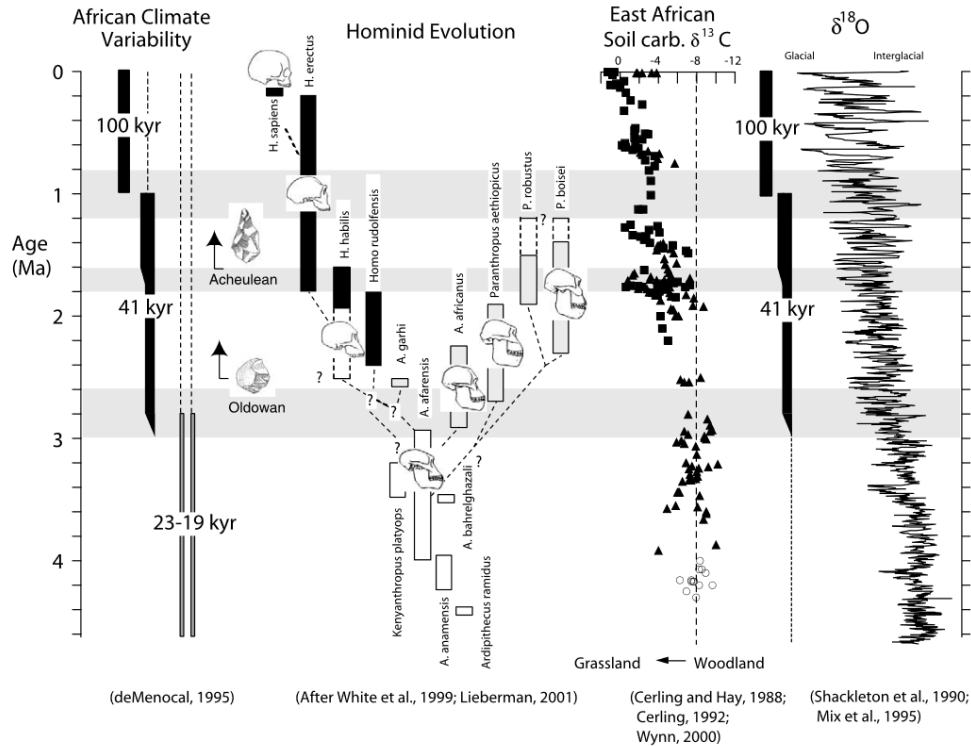 African Climate
Variability
Hominid Evolution
East African
Soil carb. δ13 C
δ18O
Glacial
Interglacial
0
-4
-8
-12
Age
(Ma)
0
1
2
3
4
100 kyr
41 kyr
23-19 kyr
Acheulean
Oldowan
H. sapiens
H. erectus
H. habilis
Homo rudolfensis
A. garhi
A. afarensis
A. africanus
Paranthropus aethiopicus
P. robustus
P. boisei
Kenyanthropus platyops
A. bahrelghazali
A. anamensis
Ardipithecus ramidus
?
?
?
?
?
?
100 kyr
41 kyr
Grassland
Woodland
(deMenocal, 1995)
(After White et al., 1999; Lieberman, 2001)
(Cerling and Hay, 1988;
Cerling, 1992;
Wynn, 2000)
(Shackleton et al., 1990;
Mix et al., 1995)